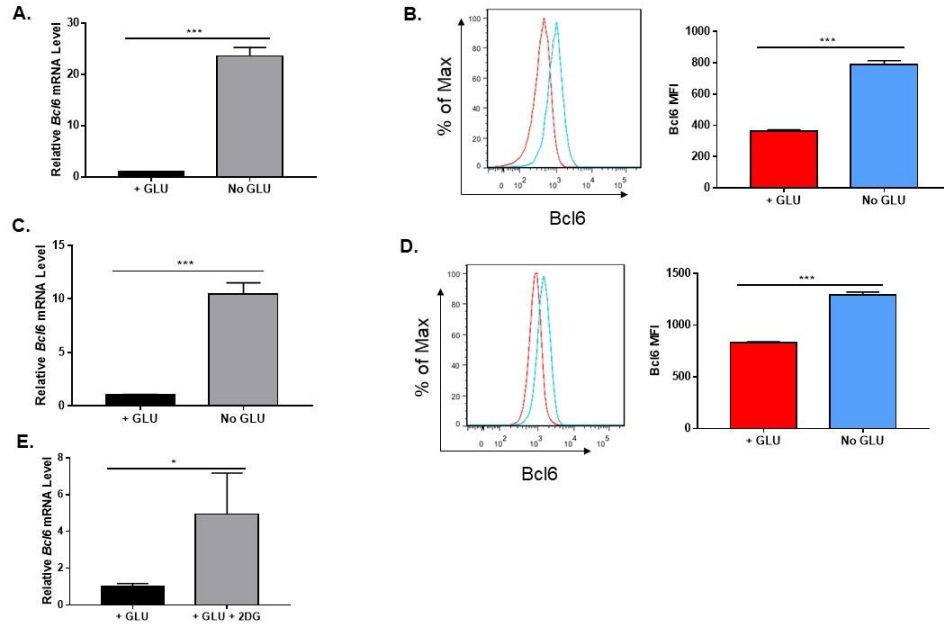 A.
Relative Bcl6 mRNA Level
30
20
10
0
***
+ GLU No GLU
B.
% of Max
100
80
60
40
20
0
0 10² 10³ 10⁴ 10⁵
Bcl6
Bcl6 MFI
1000
800
600
400
200
0
***
+ GLU No GLU
C.
Relative Bcl6 mRNA Level
15
10
5
0
***
+ GLU No GLU
D.
% of Max
100
80
60
40
20
0
0 10² 10³ 10⁴ 10⁵
Bcl6
Bcl6 MFI
1500
1000
500
0
***
+ GLU No GLU
E.
Relative Bcl6 mRNA Level
8
6
4
2
0
*
+ GLU + GLU + 2DG